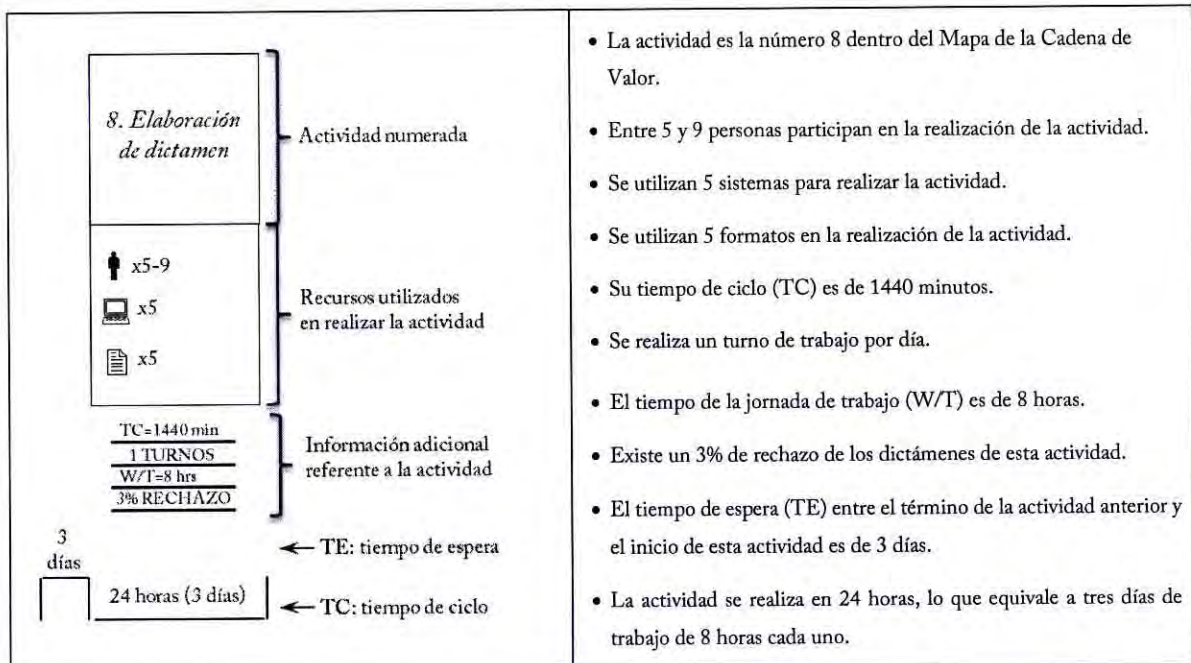 8. Elaboración
de dictamen
Actividad numerada
x5-9
x5
x5
Recursos utilizados
en realizar la actividad
TC=1440 min
1 TURNOS
W/T=8 hrs
3% RECHAZO
Información adicional
referente a la actividad
3
días
TE: tiempo de espera
24 horas (3 días)
TC: tiempo de ciclo
• La actividad es la número 8 dentro del Mapa de la Cadena de
Valor.
• Entre 5 y 9 personas participan en la realización de la actividad.
• Se utilizan 5 sistemas para realizar la actividad.
• Se utilizan 5 formatos en la realización de la actividad.
• Su tiempo de ciclo (TC) es de 1440 minutos.
• Se realiza un turno de trabajo por día.
• El tiempo de la jornada de trabajo (W/T) es de 8 horas.
• Existe un 3% de rechazo de los dictámenes de esta actividad.
• El tiempo de espera (TE) entre el término de la actividad anterior y
el inicio de esta actividad es de 3 días.
• La actividad se realiza en 24 horas, lo que equivale a tres días de
trabajo de 8 horas cada uno.